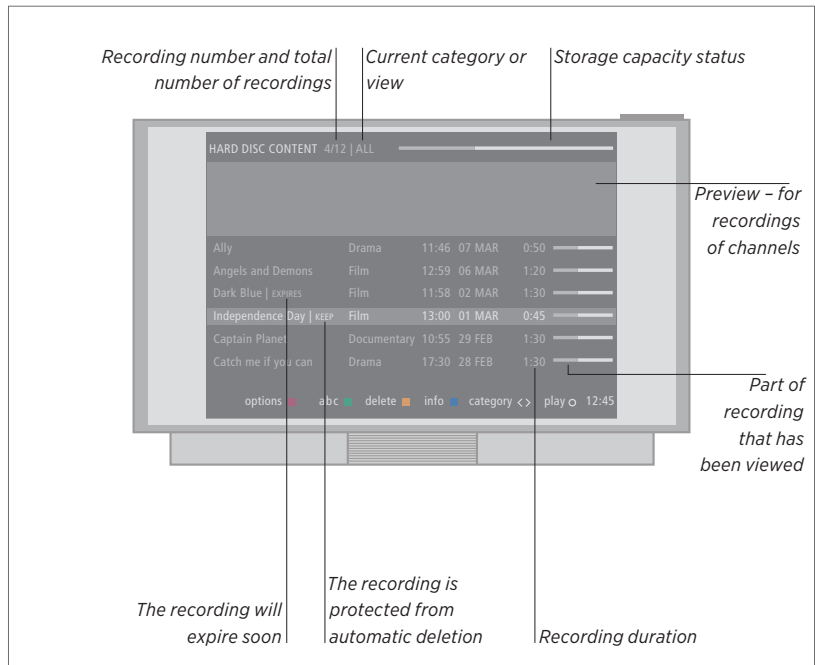 Recording number and total
number of recordings
Current category or
view
Storage capacity status
HARD DISC CONTENT 4/12 | ALL
Preview – for
recordings
of channels
Ally Drama 11:46 07 MAR 0:50
Angels and Demons Film 12:59 06 MAR 1:20
Dark Blue | EXPIRES Film 11:58 02 MAR 1:30
Independence Day | KEEP Film 13:00 01 MAR 0:45
Captain Planet Documentary 10:55 29 FEB 1:30
Catch me if you can Drama 17:30 28 FEB 1:30
options abc delete info category <> play 12:45
Part of
recording
that has
been viewed
The recording will
expire soon
The recording is
protected from
automatic deletion
Recording duration